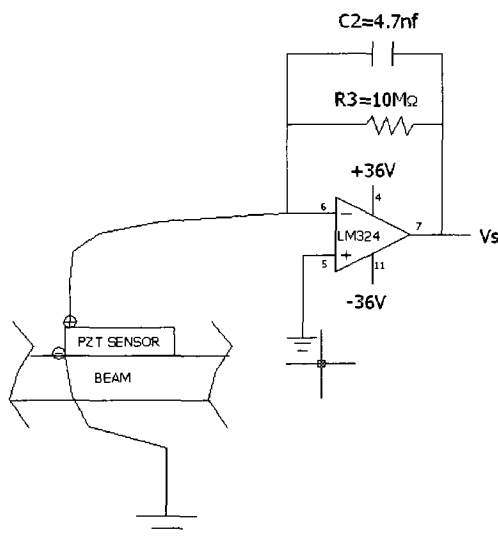 C2=4.7nf
R3=10MΩ
+36V
4
6
−
LM324
7
Vs
5
+
11
-36V
+
PZT SENSOR
−
BEAM